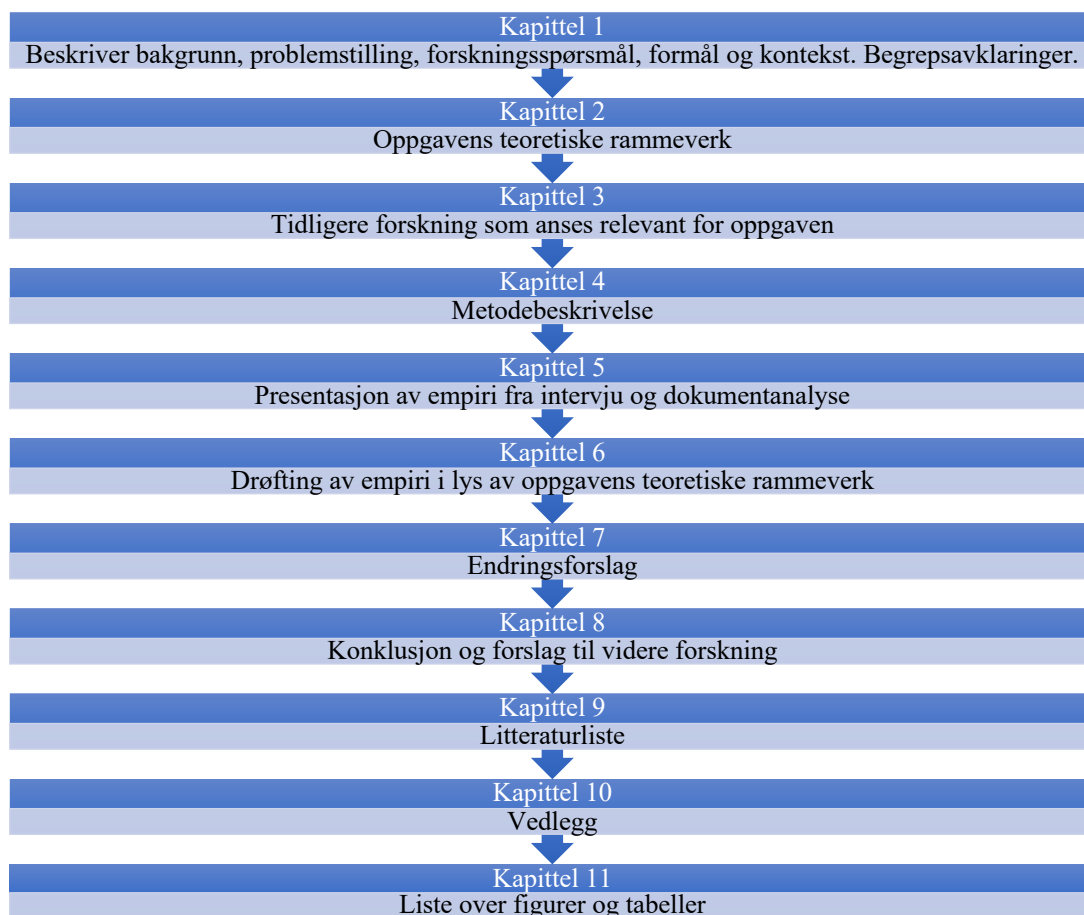 Kapittel 1
Beskriver bakgrunn, problemstilling, forskningsspørsmål, formål og kontekst. Begrepsavklaringer.
Kapittel 2
Oppgavens teoretiske rammeverk
Kapittel 3
Tidligere forskning som anses relevant for oppgaven
Kapittel 4
Metodebeskrivelse
Kapittel 5
Presentasjon av empiri fra intervju og dokumentanalyse
Kapittel 6
Drøfting av empiri i lys av oppgavens teoretiske rammeverk
Kapittel 7
Endringsforslag
Kapittel 8
Konklusjon og forslag til videre forskning
Kapittel 9
Litteraturliste
Kapittel 10
Vedlegg
Kapittel 11
Liste over figurer og tabeller